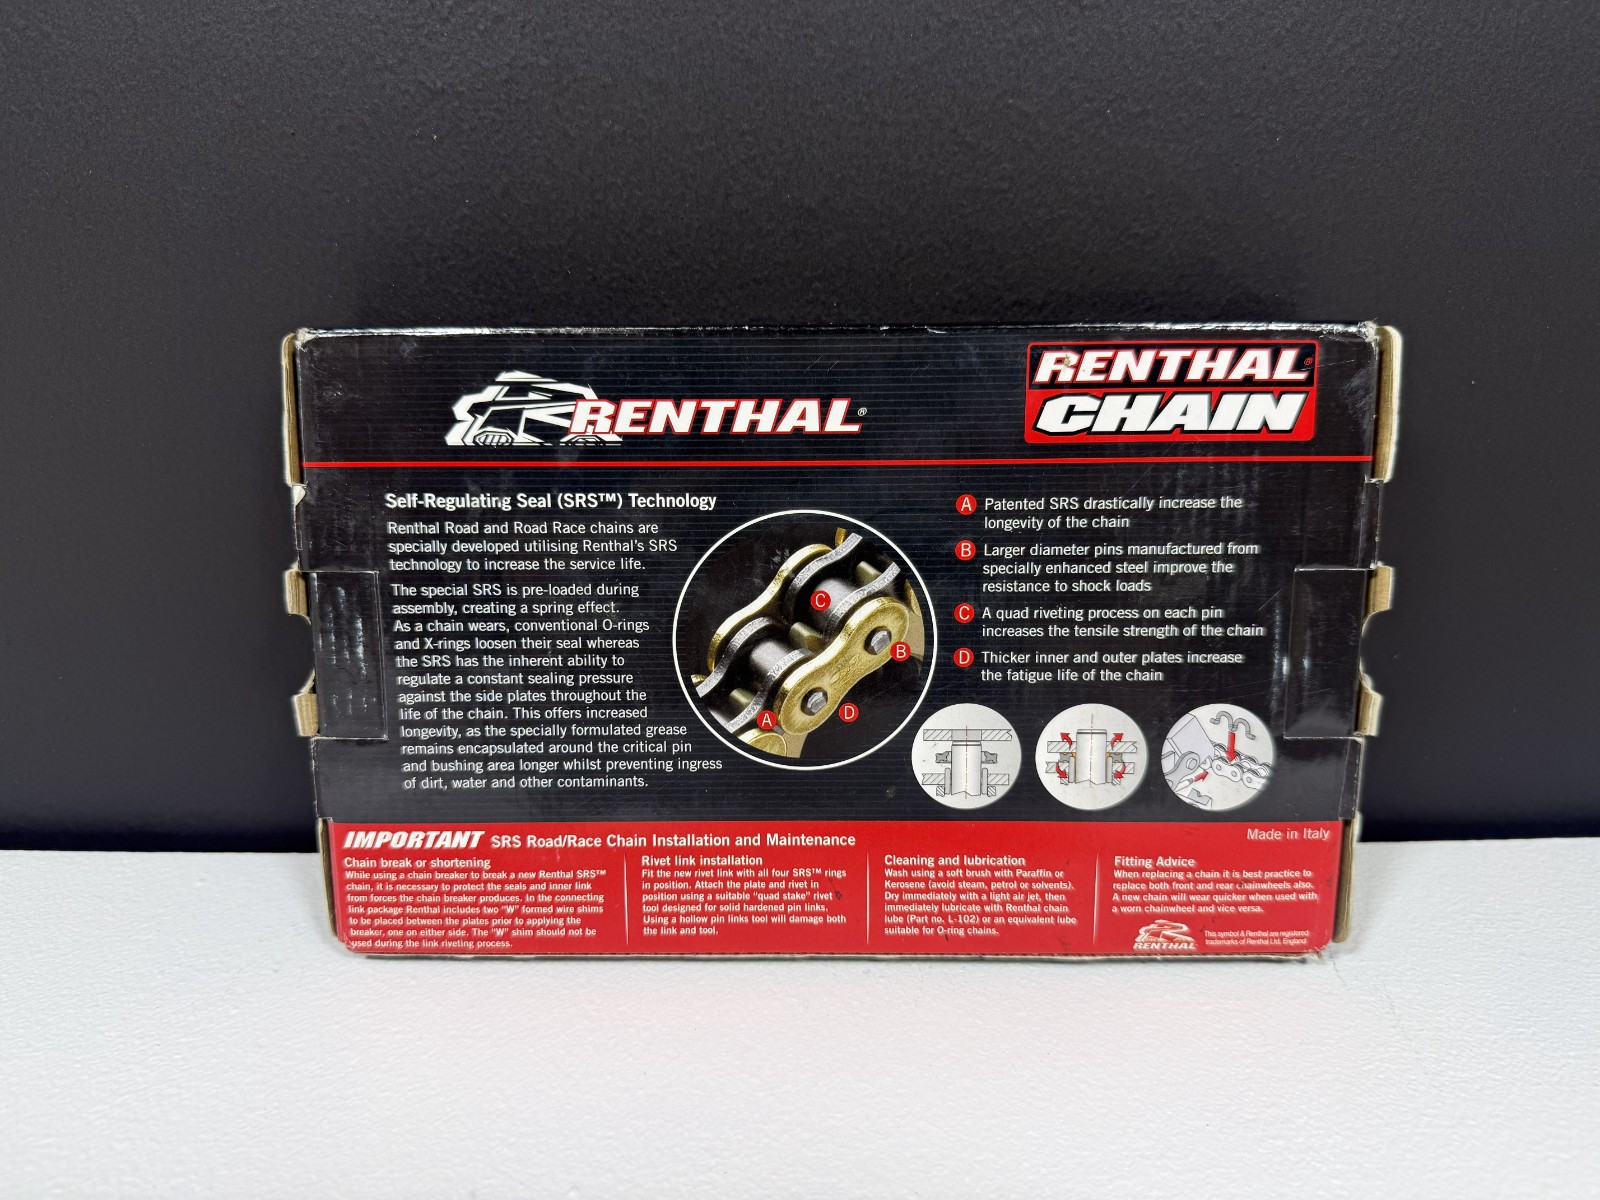 RENTHAL®
RENTHAL®
CHAIN
Self-Regulating Seal (SRS™) Technology
Renthal Road and Road Race chains are
specially developed utilising Renthal's SRS
technology to increase the service life.
The special SRS is pre-loaded during
assembly, creating a spring effect.
As a chain wears, conventional O-rings
and X-rings loosen their seal whereas
the SRS has the inherent ability to
regulate a constant sealing pressure
against the side plates throughout the
life of the chain. This offers increased
longevity, as the specially formulated grease
remains encapsulated around the critical pin
and bushing area longer whilst preventing ingress
of dirt, water and other contaminants.
C
B
A
D
A Patented SRS drastically increase the
longevity of the chain
B Larger diameter pins manufactured from
specially enhanced steel improve the
resistance to shock loads
C A quad riveting process on each pin
increases the tensile strength of the chain
D Thicker inner and outer plates increase
the fatigue life of the chain
IMPORTANT SRS Road/Race Chain Installation and Maintenance
Made in Italy
Chain break or shortening
While using a chain breaker to break a new Renthal SRS™
chain, it is necessary to protect the seals and inner link
from forces the chain breaker produces. In the connecting
link package Renthal includes two "W" formed wire shims
to be placed between the plates prior to applying the
breaker, one on either side. The "W" shim should not be
used during the link riveting process.
Rivet link installation
Fit the new rivet link with all four SRS™ rings
in position. Attach the plate and rivet in
position using a suitable "quad stake" rivet
tool designed for solid hardened pin links.
Using a hollow pin links tool will damage both
the link and tool.
Cleaning and lubrication
Wash using a soft brush with Paraffin or
Kerosene (avoid steam, petrol or solvents).
Dry immediately with a light air jet, then
immediately lubricate with Renthal chain
lube (Part no. L-102) or an equivalent lube
suitable for O-ring chains.
Fitting Advice
When replacing a chain it is best practice to
replace both front and rear chainwheels also.
A new chain will wear quicker when used with
a worn chainwheel and vice versa.
RENTHAL
This symbol & Renthal are registered
trademarks of Renthal Ltd, England